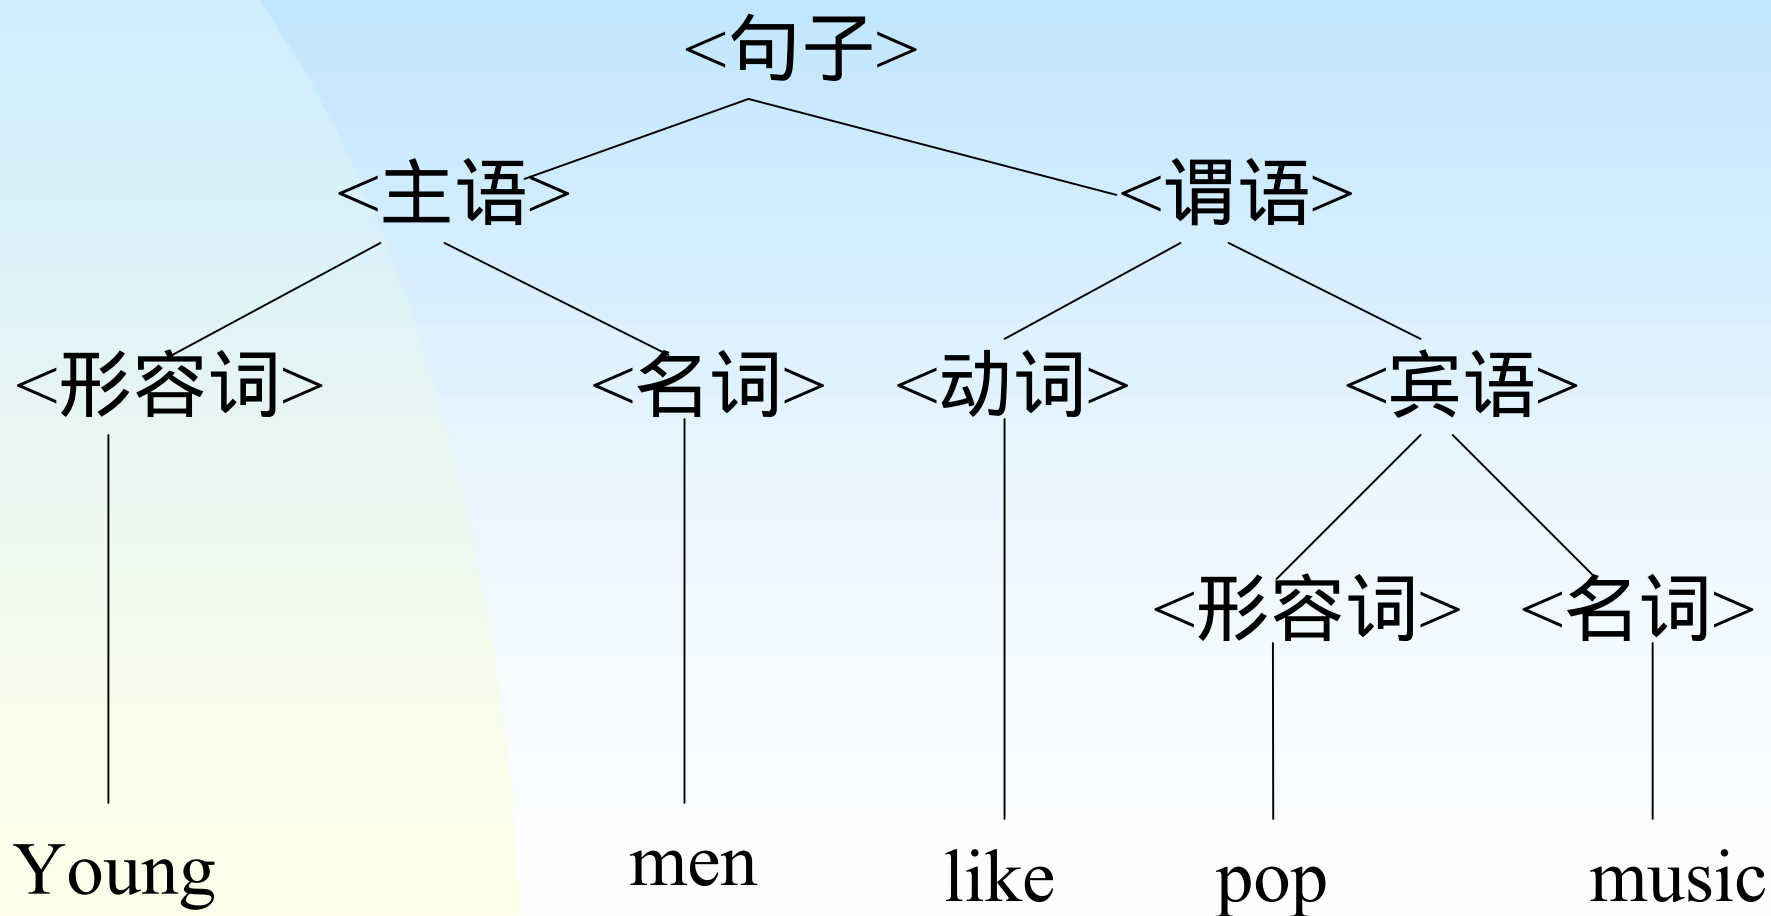 <句子>
<主语> <谓语>
<形容词> <名词> <动词> <宾语>
<形容词> <名词>
Young men like pop music